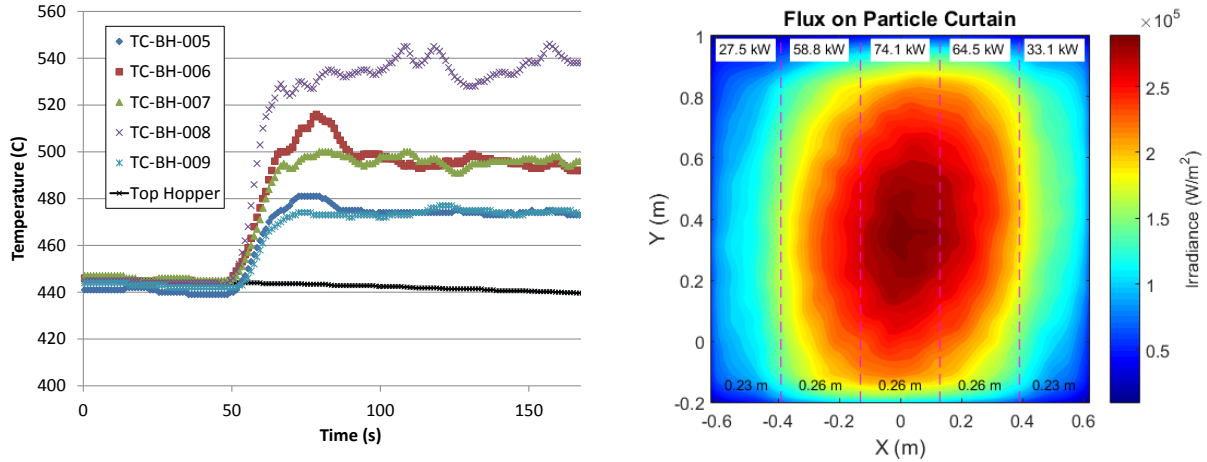 560
540
520
500
480
460
440
420
400
Temperature (C)
TC-BH-005
TC-BH-006
TC-BH-007
TC-BH-008
TC-BH-009
Top Hopper
0
50
100
150
Time (s)
Flux on Particle Curtain
×10⁵
27.5 kW 58.8 kW 74.1 kW 64.5 kW 33.1 kW
1
0.8
0.6
0.4
0.2
0
-0.2
Y (m)
0.23 m 0.26 m 0.26 m 0.26 m 0.23 m
-0.6 -0.4 -0.2 0 0.2 0.4 0.6
X (m)
2.5
2
1.5
1
0.5
Irradiance (W/m²)